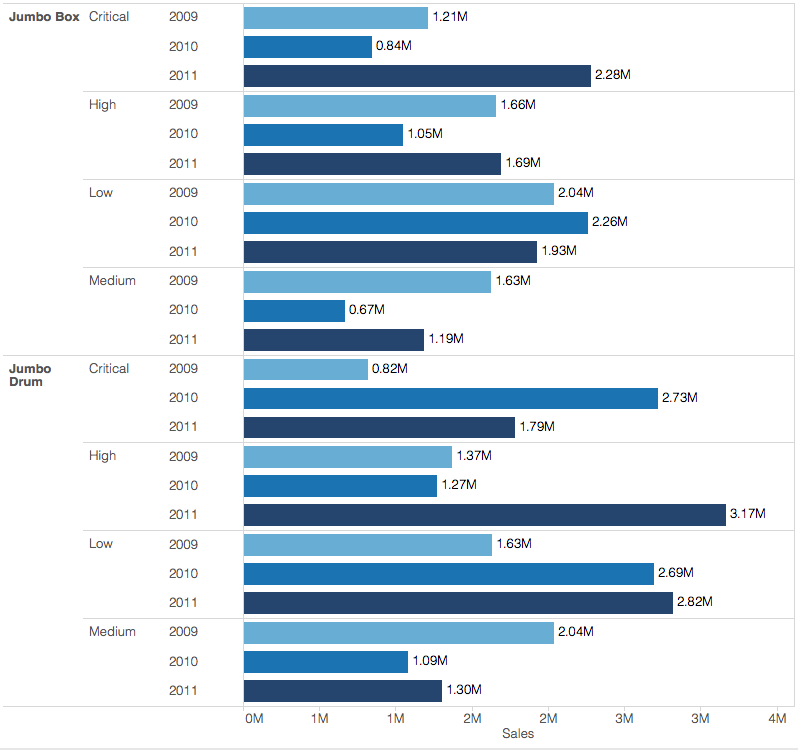 Jumbo Box Critical 2009 1.21M
2010 0.84M
2011 2.28M
High 2009 1.66M
2010 1.05M
2011 1.69M
Low 2009 2.04M
2010 2.26M
2011 1.93M
Medium 2009 1.63M
2010 0.67M
2011 1.19M
Jumbo Critical 2009 0.82M
Drum
2010 2.73M
2011 1.79M
High 2009 1.37M
2010 1.27M
2011 3.17M
Low 2009 1.63M
2010 2.69M
2011 2.82M
Medium 2009 2.04M
2010 1.09M
2011 1.30M
0M 1M 1M 2M 2M 3M 3M 4M
Sales